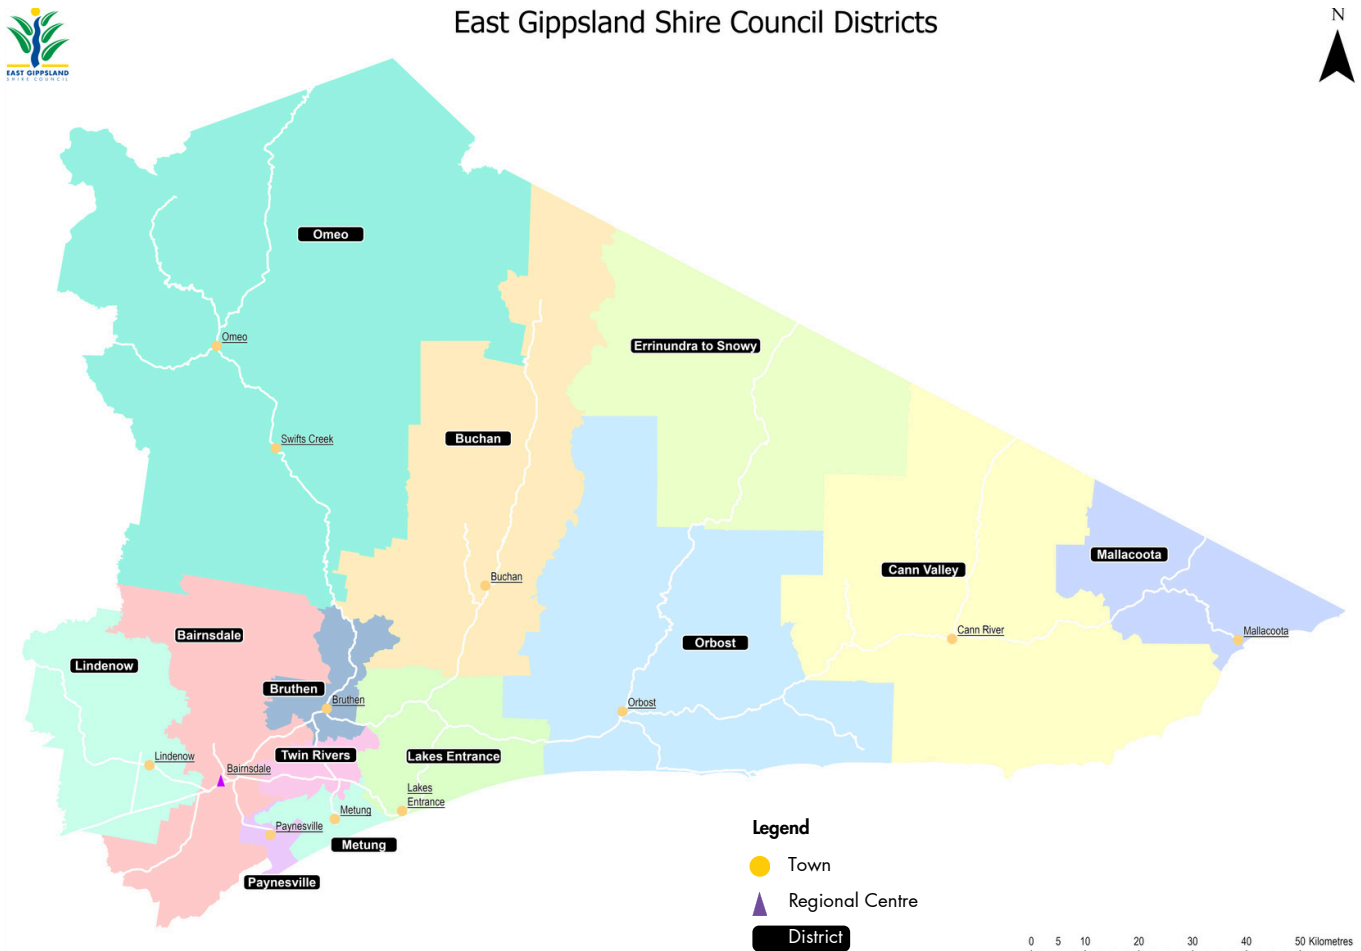 East Gippsland Shire Council Districts
N
EAST GIPPSLAND
SHIRE COUNCIL
Omeo
Omeo
Errinundra to Snowy
Swifts Creek
Buchan
Mallacoota
Cann Valley
Buchan
Cann River
Mallacoota
Bairnsdale
Orbost
Lindenow
Bruthen
Bruthen
Orbost
Twin Rivers
Lakes Entrance
Lindenow
Bairnsdale
Lakes
Entrance
Metung
Paynesville
Metung
Paynesville
Legend
Town
Regional Centre
District
0 5 10 20 30 40 50 Kilometres